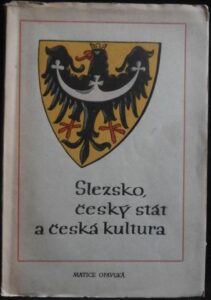 Slezsko,
český stát
a česká kultura
MATICE OPAVSKÁ